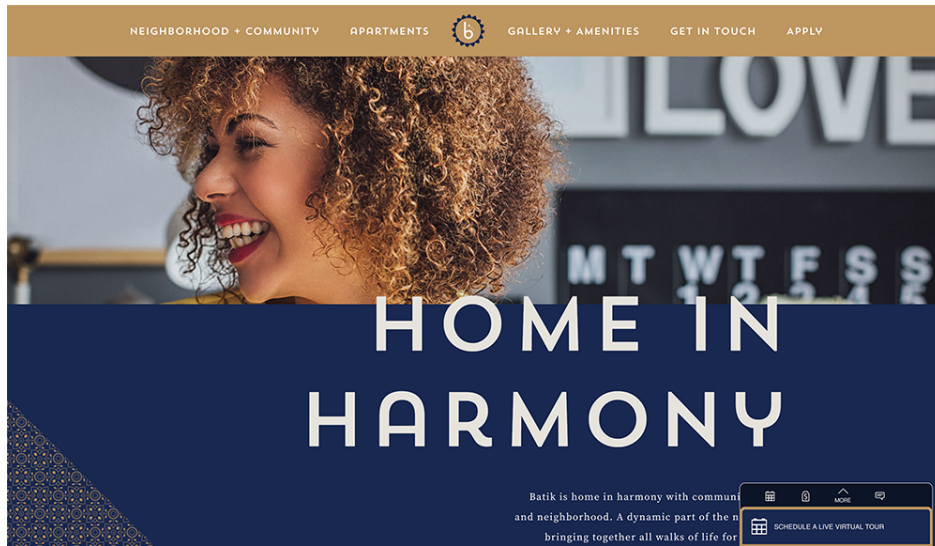 NEIGHBORHOOD + COMMUNITY APARTMENTS b GALLERY + AMENITIES GET IN TOUCH APPLY
LOVE
M T W T F S S
HOME IN
HARMONY
Batik is home in harmony with
and neighborhood. A dynamic part of the
bringing together all walks of life for
MORE
SCHEDULE A LIVE VIRTUAL TOUR